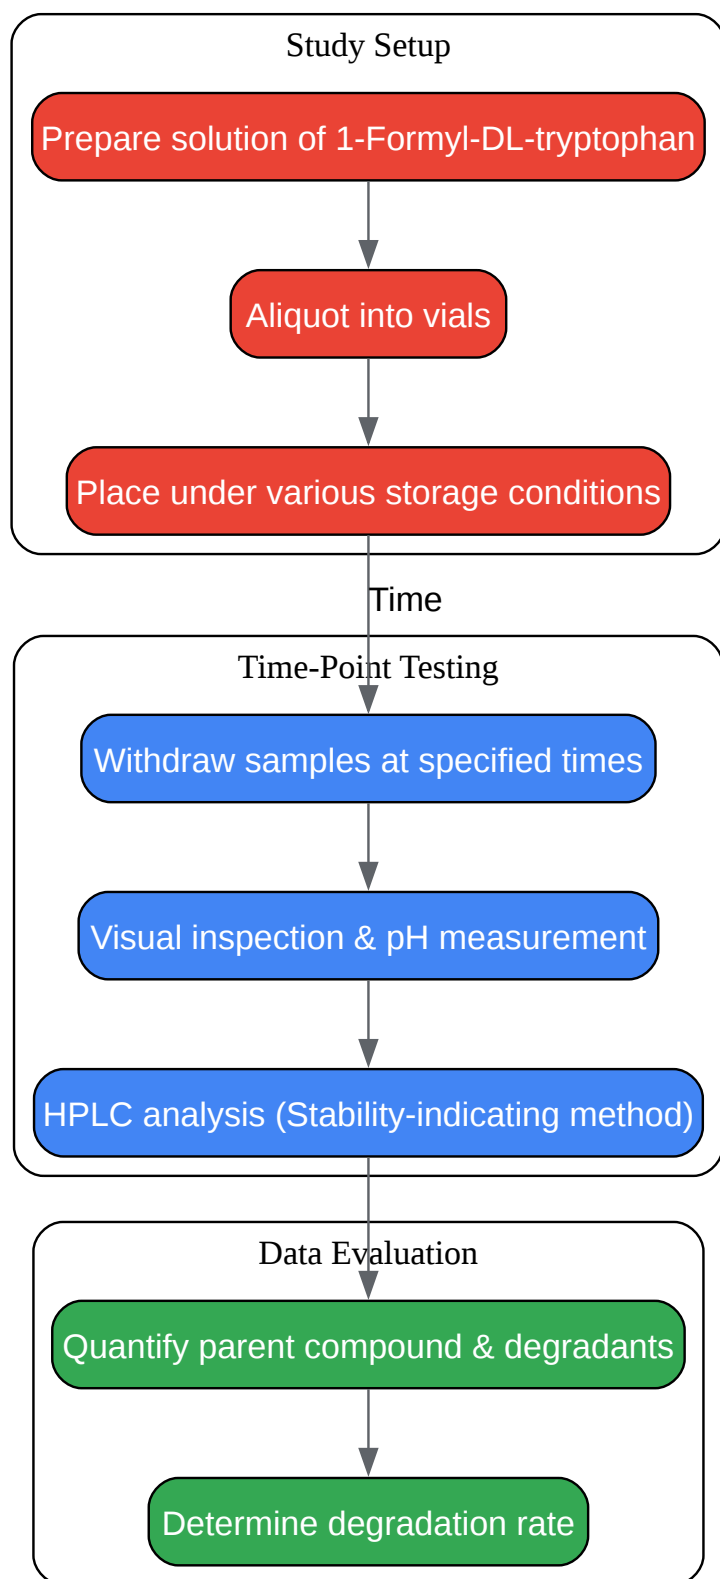 Study Setup
Prepare solution of 1-Formyl-DL-tryptophan
Aliquot into vials
Place under various storage conditions
Time
Time-Point Testing
Withdraw samples at specified times
Visual inspection & pH measurement
HPLC analysis (Stability-indicating method)
Data Evaluation
Quantify parent compound & degradants
Determine degradation rate